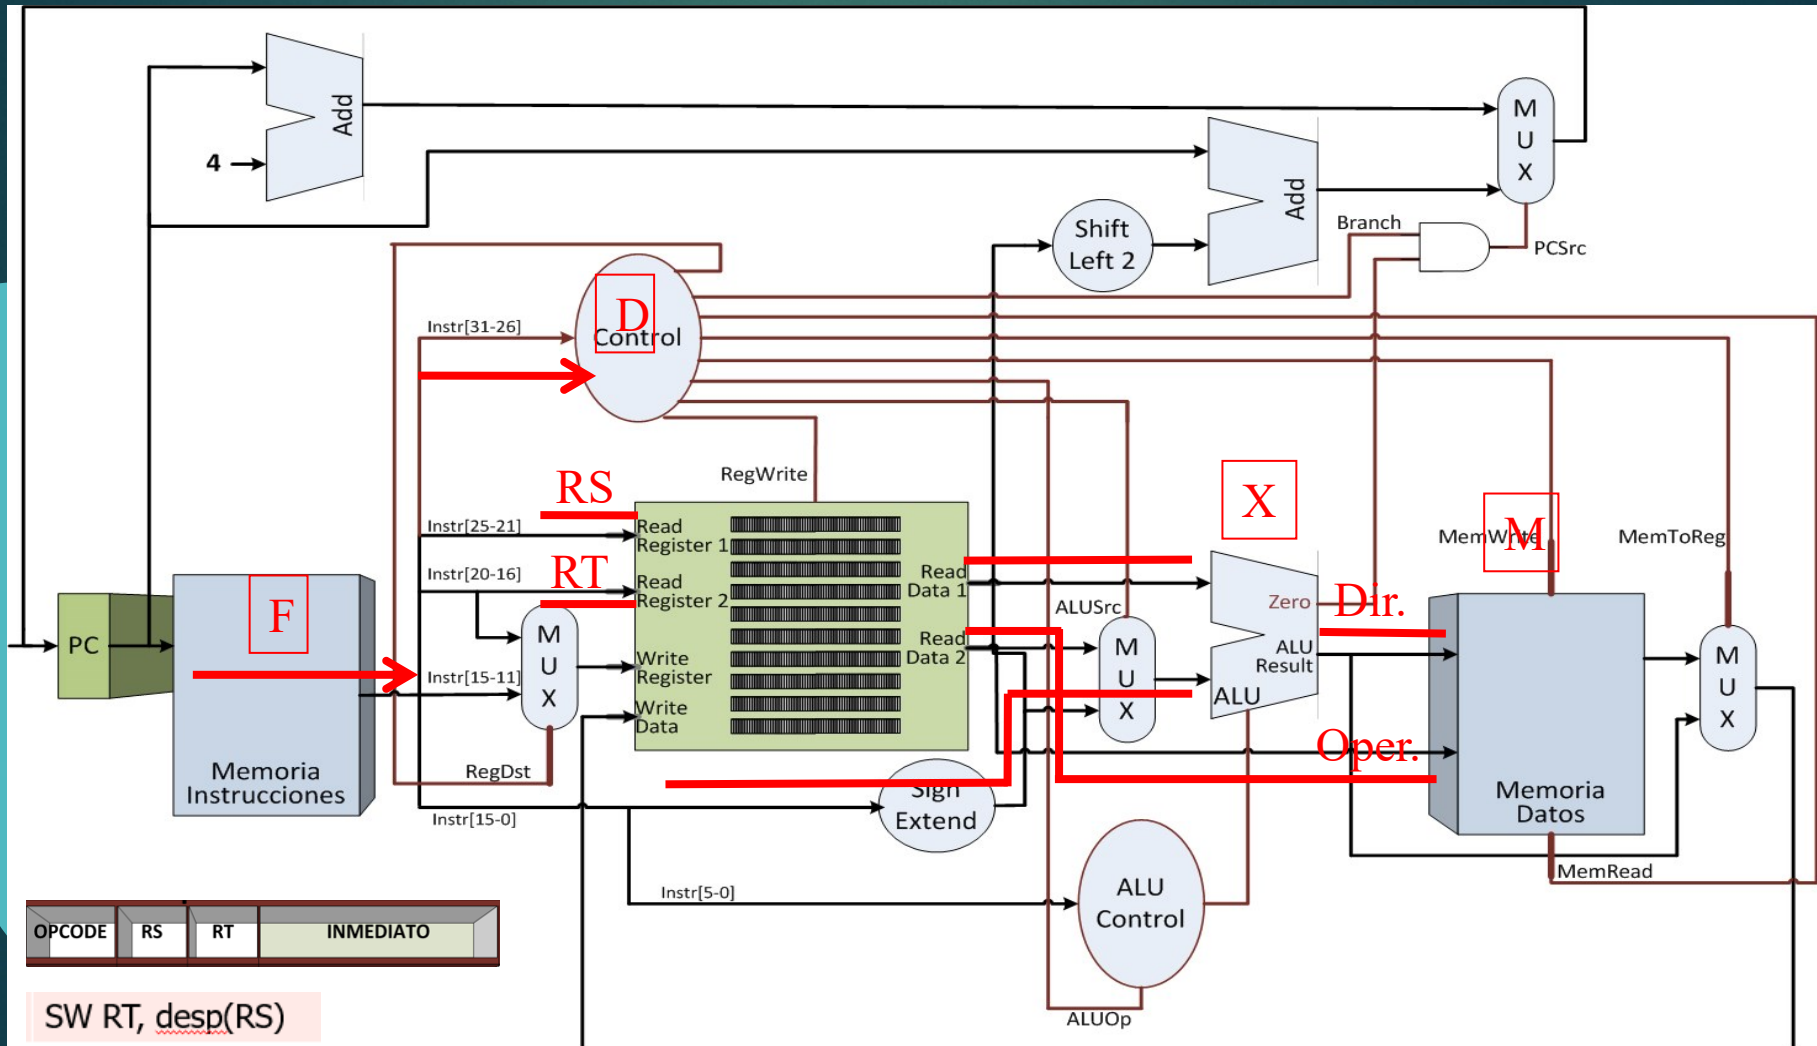 Add
4
M
U
X
Add
Shift
Left 2
Branch
PCSrc
D
Control
Instr[31-26]
RegWrite
RS
Instr[25-21]
Read
Register 1
RT
Instr[20-16]
Read
Register 2
M
U
X
Instr[15-11]
Write
Register
Write
Data
RegDst
Read
Data 1
Read
Data 2
ALUSrc
M
U
X
X
Zero
ALU
Result
ALU
Dir.
Oper.
MemWrite
M
MemToReg
M
U
X
Memoria
Datos
MemRead
PC
F
Memoria
Instrucciones
Instr[15-0]
Sign
Extend
Instr[5-0]
ALU
Control
ALUOp
OPCODE RS RT INMEDIATO
SW RT, desp(RS)